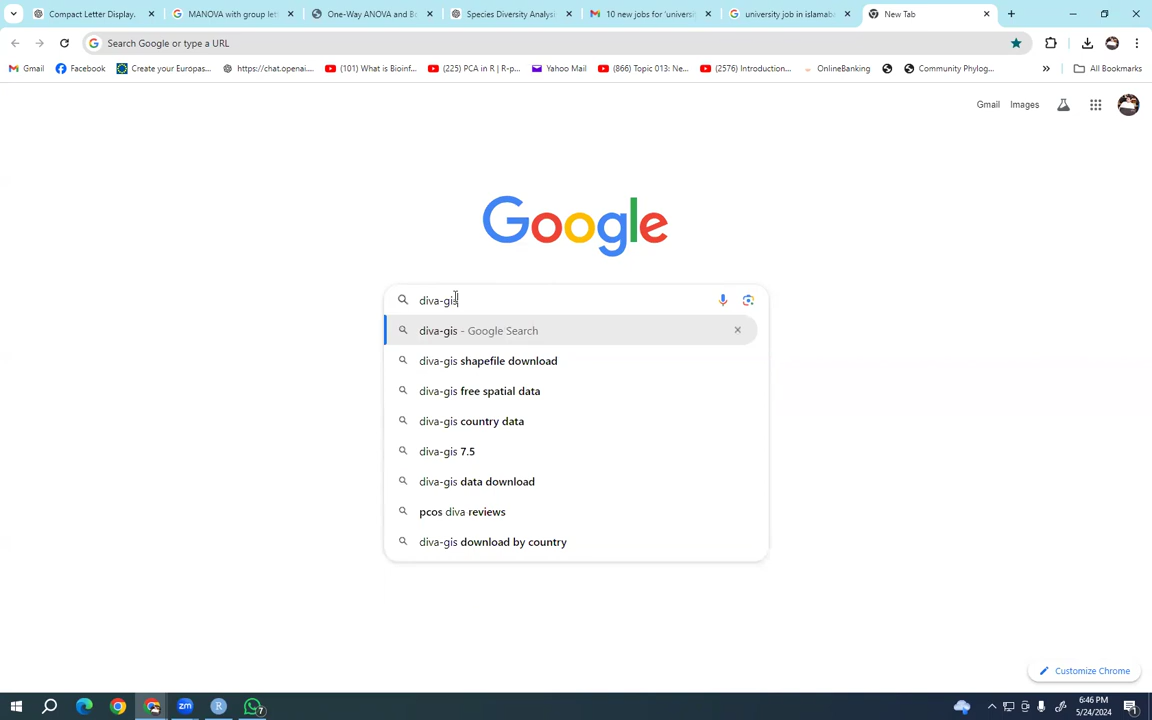 Compact Letter Display.
MANOVA with group lett
One-Way ANOVA and Bo
Species Diversity Analysi
10 new jobs for 'universi
university job in islamaba
New Tab
Search Google or type a URL
Gmail
Facebook
Create your Europas...
https://chat.openai....
(101) What is Bioinf...
(225) PCA in R | R-p...
Yahoo Mail
(866) Topic 013: Ne...
(2576) Introduction...
OnlineBanking
Community Phylog...
All Bookmarks
Gmail
Images
Google
diva-gis
diva-gis - Google Search
diva-gis shapefile download
diva-gis free spatial data
diva-gis country data
diva-gis 7.5
diva-gis data download
pcos diva reviews
diva-gis download by country
Customize Chrome
zm
R
7
6:46 PM
5/24/2024